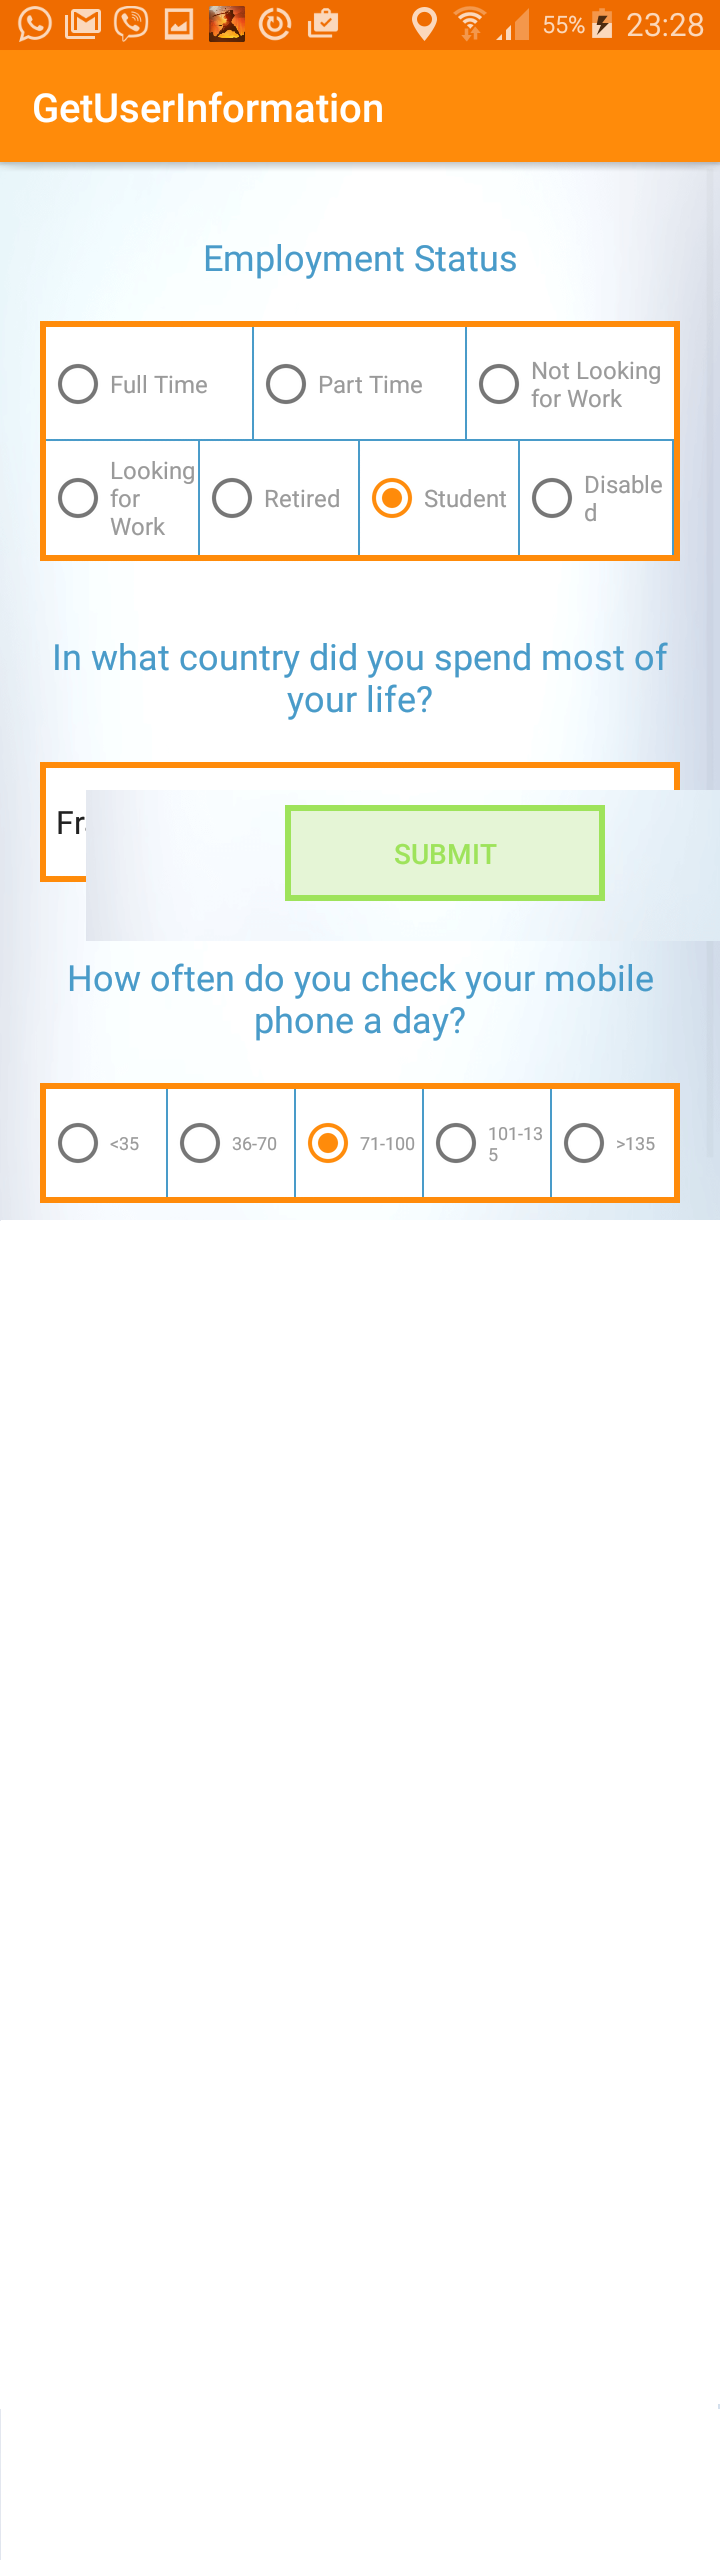 55% 23:28
GetUserInformation
Employment Status
Full Time
Part Time
Not Looking
for Work
Looking
for
Work
Retired
Student
Disable
d
In what country did you spend most of
your life?
SUBMIT
How often do you check your mobile
phone a day?
<35
36-70
71-100
101-13
5
>135